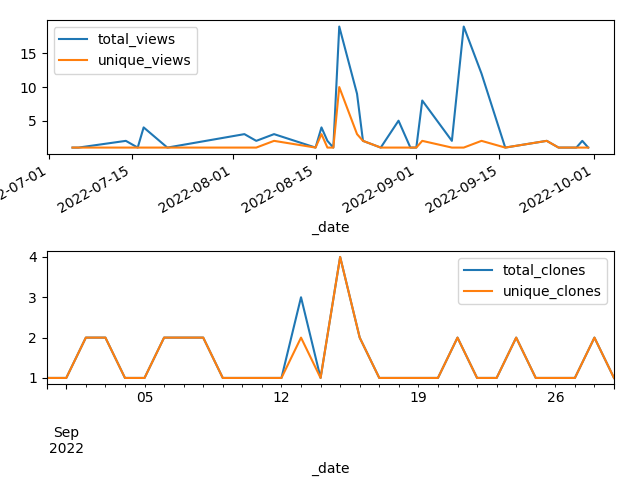 total_views
unique_views
15
10
5
2-07-01
2022-07-15
2022-08-01
2022-08-15
2022-09-01
2022-09-15
2022-10-01
_date
4
3
2
1
total_clones
unique_clones
05
12
19
26
Sep
2022
_date